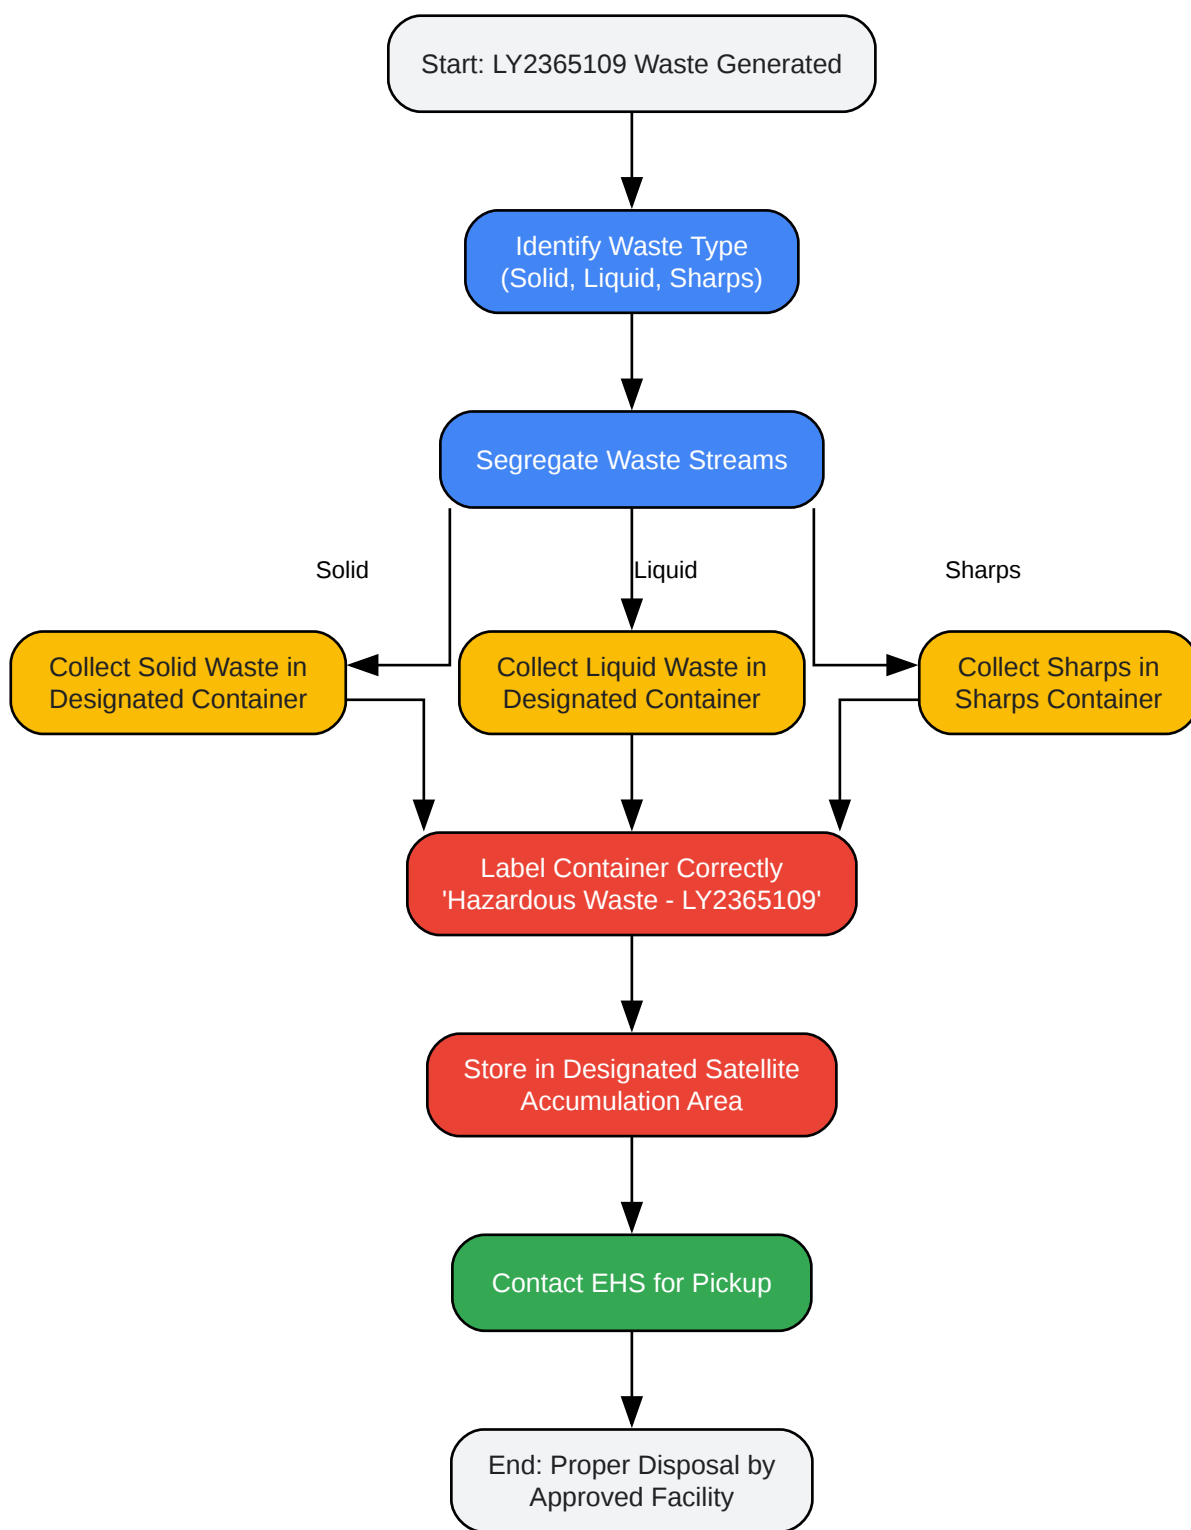 Start: LY2365109 Waste Generated
Identify Waste Type
(Solid, Liquid, Sharps)
Segregate Waste Streams
Solid
Liquid
Sharps
Collect Solid Waste in
Designated Container
Collect Liquid Waste in
Designated Container
Collect Sharps in
Sharps Container
Label Container Correctly
'Hazardous Waste - LY2365109'
Store in Designated Satellite
Accumulation Area
Contact EHS for Pickup
End: Proper Disposal by
Approved Facility